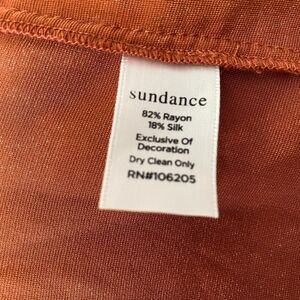 sundance
82% Rayon
18% Silk
Exclusive Of
Decoration
Dry Clean Only
RN#106205